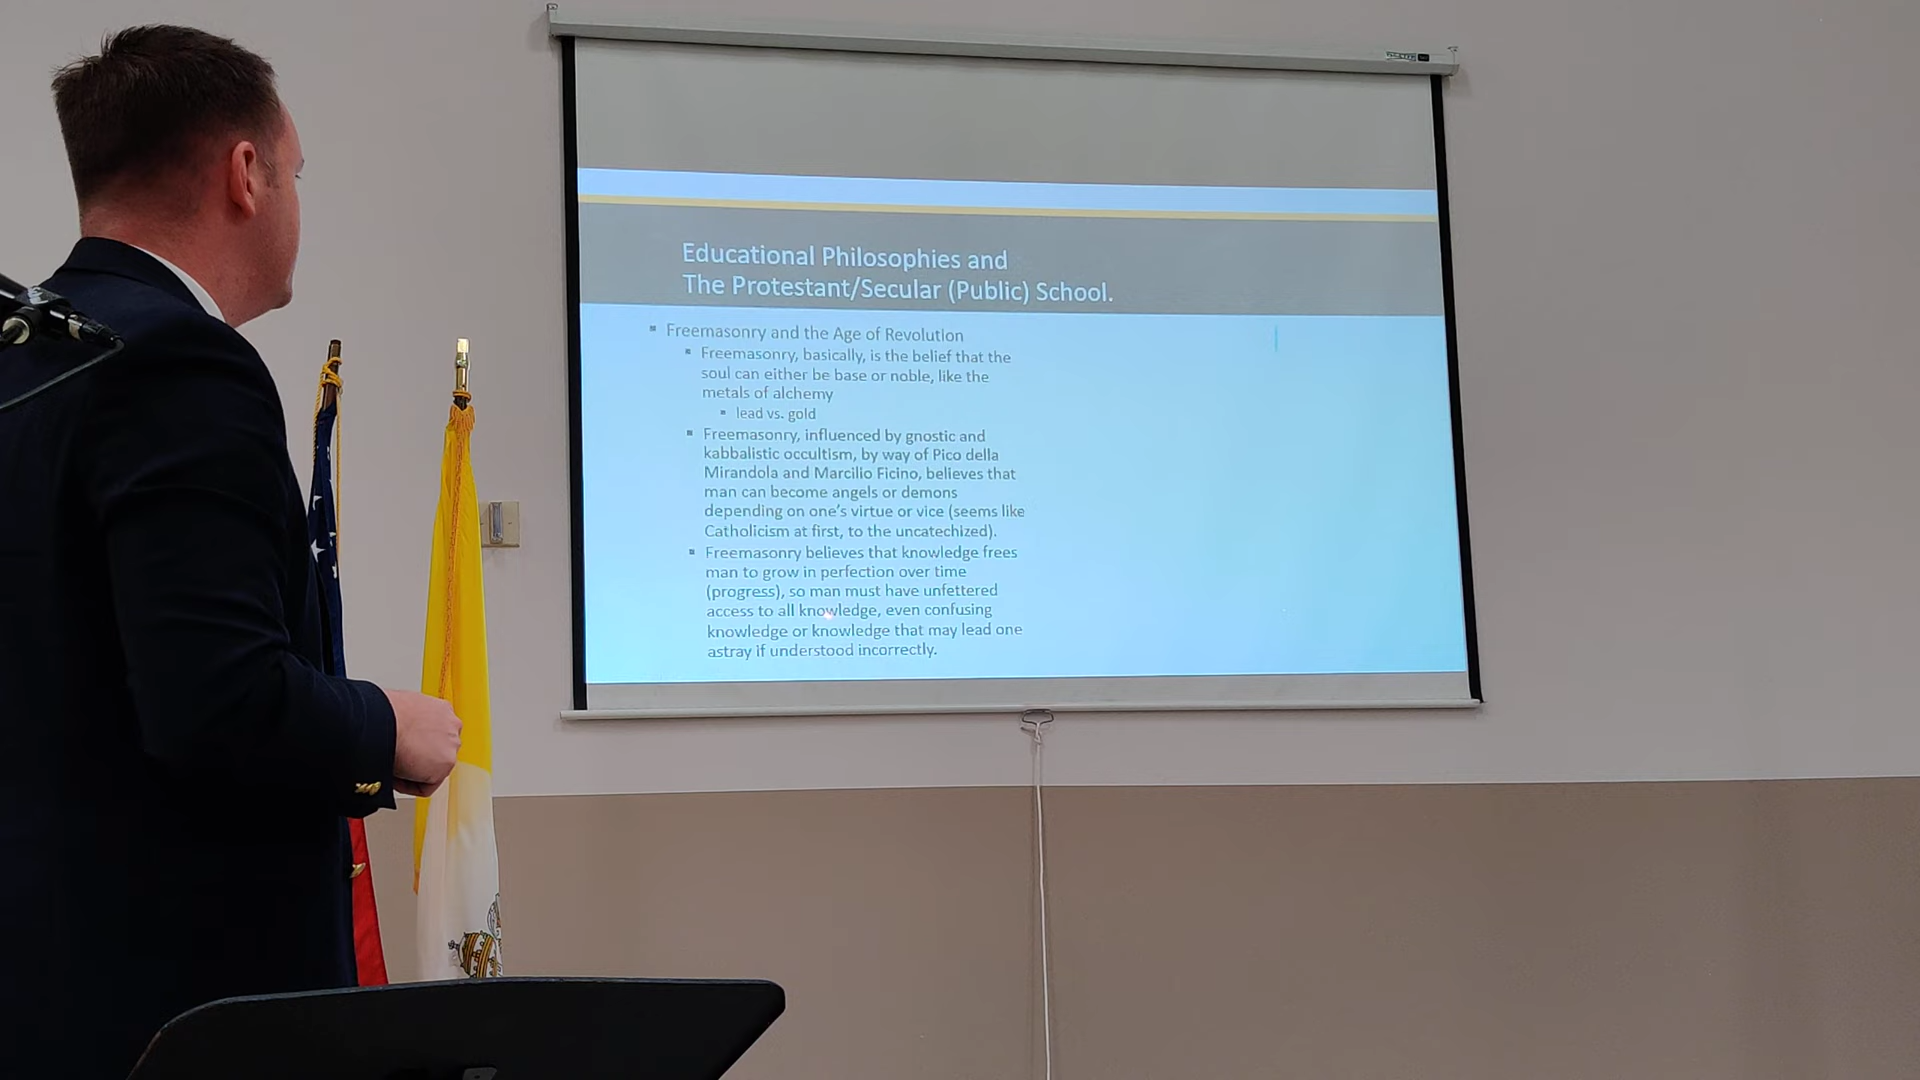 Educational Philosophies and
The Protestant/Secular (Public) School.
Freemasonry and the Age of Revolution
Freemasonry, basically, is the belief that the
soul can either be base or noble, like the
metals of alchemy
lead vs. gold
Freemasonry, influenced by gnostic and
kabbalistic occultism, by way of Pico della
Mirandola and Marcilio Ficino, believes that
man can become angels or demons
depending on one's virtue or vice (seems like
Catholicism at first, to the uncatechized).
Freemasonry believes that knowledge frees
man to grow in perfection over time
(progress), so man must have unfettered
access to all knowledge, even confusing
knowledge or knowledge that may lead one
astray if understood incorrectly.